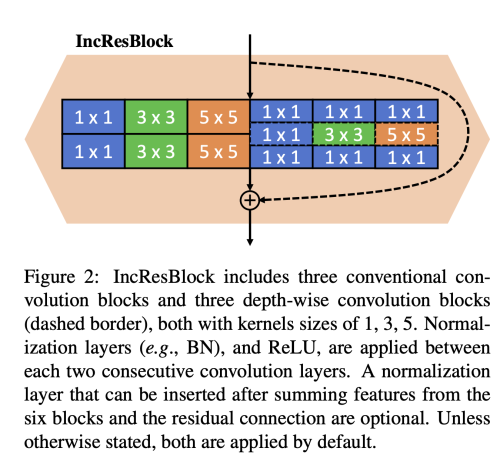 IncResBlock
1 x 1 3 x 3 5 x 5 1 x 1 1 x 1 1 x 1
1 x 1 3 x 3 5 x 5
1 x 1 3 x 3 5 x 5 1 x 1 1 x 1 1 x 1
Figure 2: IncResBlock includes three conventional con-
volution blocks and three depth-wise convolution blocks
(dashed border), both with kernels sizes of 1, 3, 5. Normal-
ization layers (e.g., BN), and ReLU, are applied between
each two consecutive convolution layers. A normalization
layer that can be inserted after summing features from the
six blocks and the residual connection are optional. Unless
otherwise stated, both are applied by default.